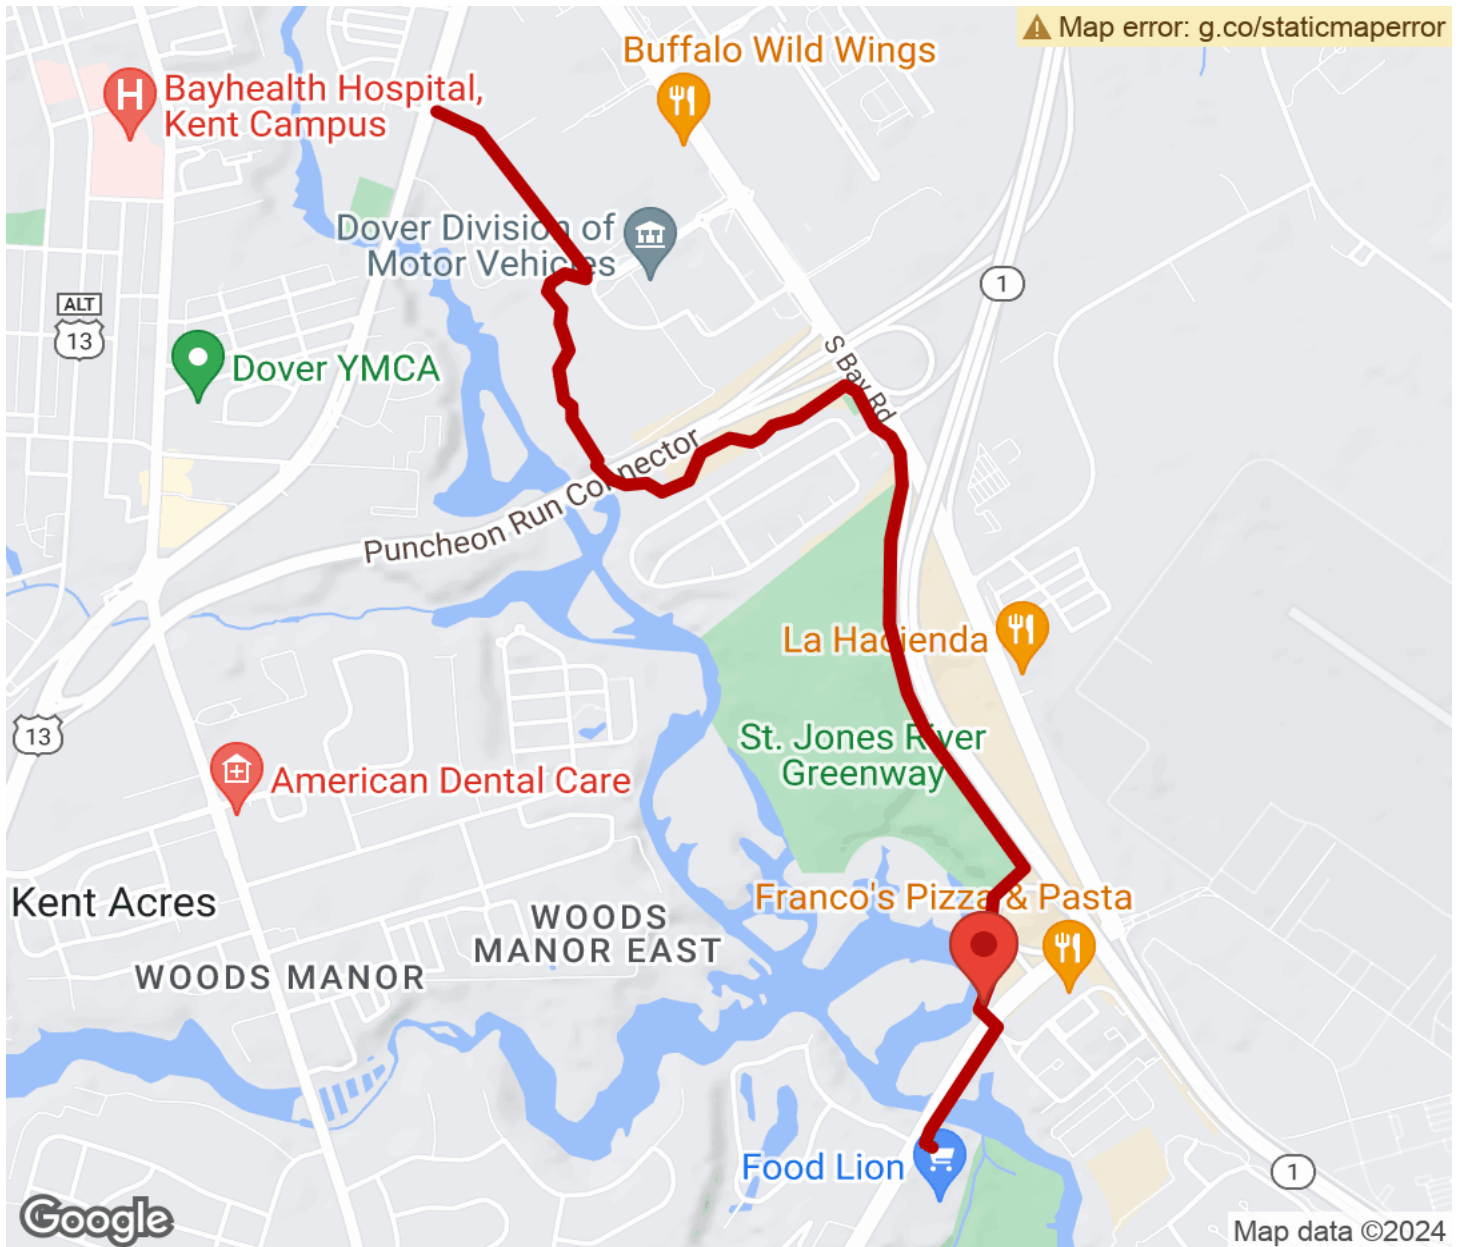 Map error: g.co/staticmaperror
Buffalo Wild Wings
Bayhealth Hospital,
Kent Campus
Dover Division of
Motor Vehicles
1
ALT
13
S Bay Rd
Dover YMCA
Puncheon Run Connector
La Hacienda
13
St. Jones River
Greenway
American Dental Care
Kent Acres
Franco's Pizza & Pasta
WOODS
MANOR EAST
WOODS MANOR
Food Lion
1
Google
Map data ©2024